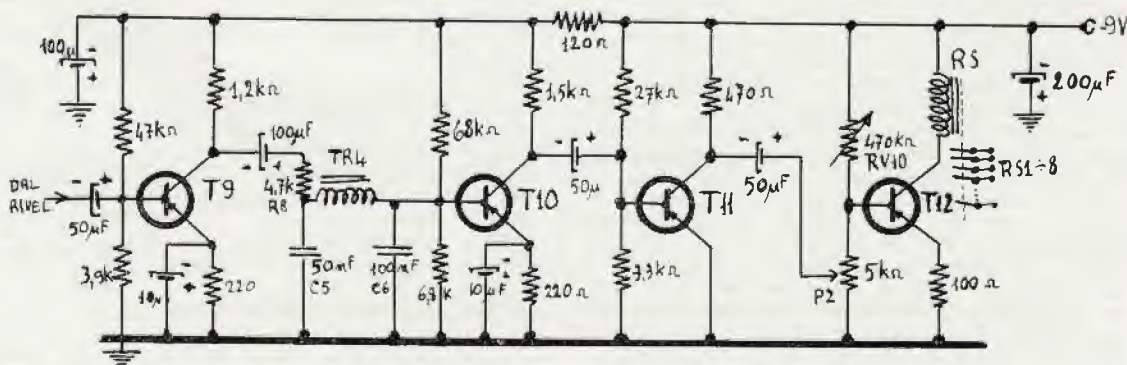 120Ω
-9V
100µ
1,2kΩ
1,5kΩ
27kΩ
470Ω
RS
200µF
47kΩ
100µF
68kΩ
470kΩ
RV10
RS1÷8
TR4
4,7k
R8
DAL
RIVEL
50µF
T9
T10
50µ
T11
50µF
T12
3,9k
10µ
220
50nF
C5
100nF
C6
6,8K
10µF
220Ω
3,3kΩ
P2
5kΩ
100Ω